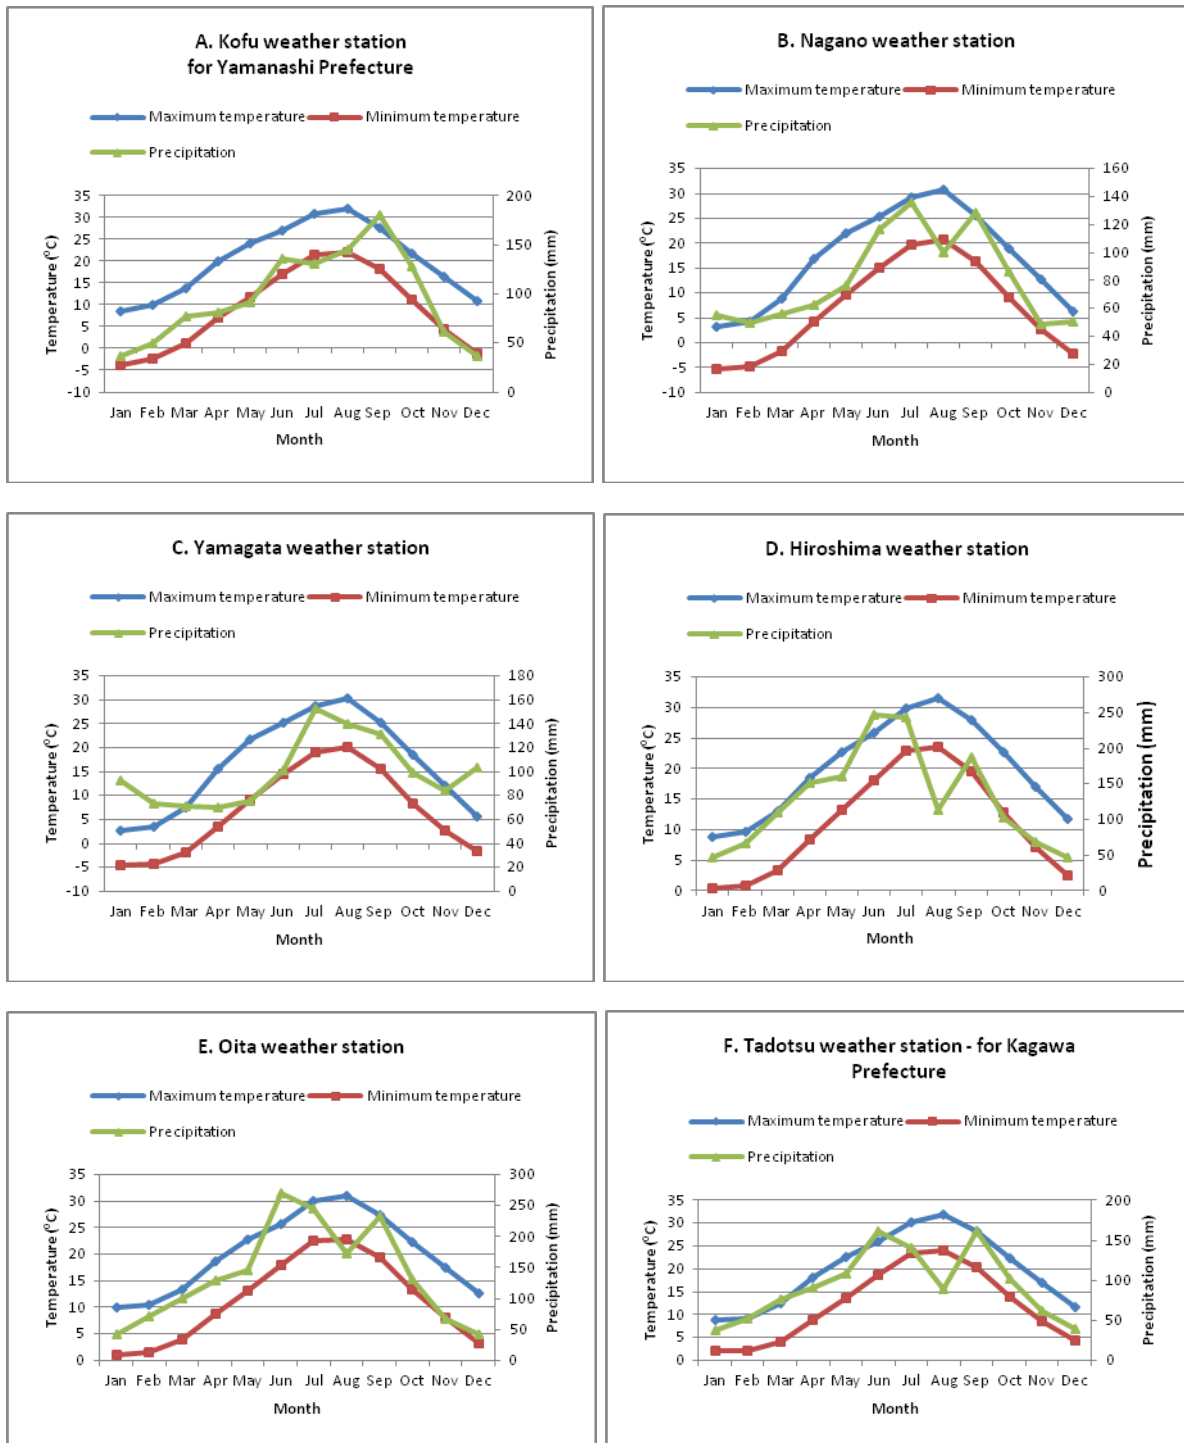 A. Kofu weather station
for Yamanashi Prefecture
Maximum temperature Minimum temperature
Precipitation
Temperature (°C)
35
30
25
20
15
10
5
0
-5
-10
200
150
100
50
0
Precipitation (mm)
Jan Feb Mar Apr May Jun Jul Aug Sep Oct Nov Dec
Month
B. Nagano weather station
Maximum temperature Minimum temperature
Precipitation
Temperature (°C)
35
30
25
20
15
10
5
0
-5
-10
160
140
120
100
80
60
40
20
0
Precipitation (mm)
Jan Feb Mar Apr May Jun Jul Aug Sep Oct Nov Dec
Month
C. Yamagata weather station
Maximum temperature Minimum temperature
Precipitation
Temperature (°C)
35
30
25
20
15
10
5
0
-5
-10
180
160
140
120
100
80
60
40
20
0
Precipitation (mm)
Jan Feb Mar Apr May Jun Jul Aug Sep Oct Nov Dec
Month
D. Hiroshima weather station
Maximum temperature Minimum temperature
Precipitation
Temperature (°C)
35
30
25
20
15
10
5
0
300
250
200
150
100
50
0
Precipitation (mm)
Jan Feb Mar Apr May Jun Jul Aug Sep Oct Nov Dec
Month
E. Oita weather station
Maximum temperature Minimum temperature
Precipitation
Temperature (°C)
35
30
25
20
15
10
5
0
300
250
200
150
100
50
0
Precipitation (mm)
Jan Feb Mar Apr May Jun Jul Aug Sep Oct Nov Dec
Month
F. Tadotsu weather station - for Kagawa
Prefecture
Maximum temperature Minimum temperature
Precipitation
Temperature (°C)
35
30
25
20
15
10
5
0
200
150
100
50
0
Precipitation (mm)
Jan Feb Mar Apr May Jun Jul Aug Sep Oct Nov Dec
Month